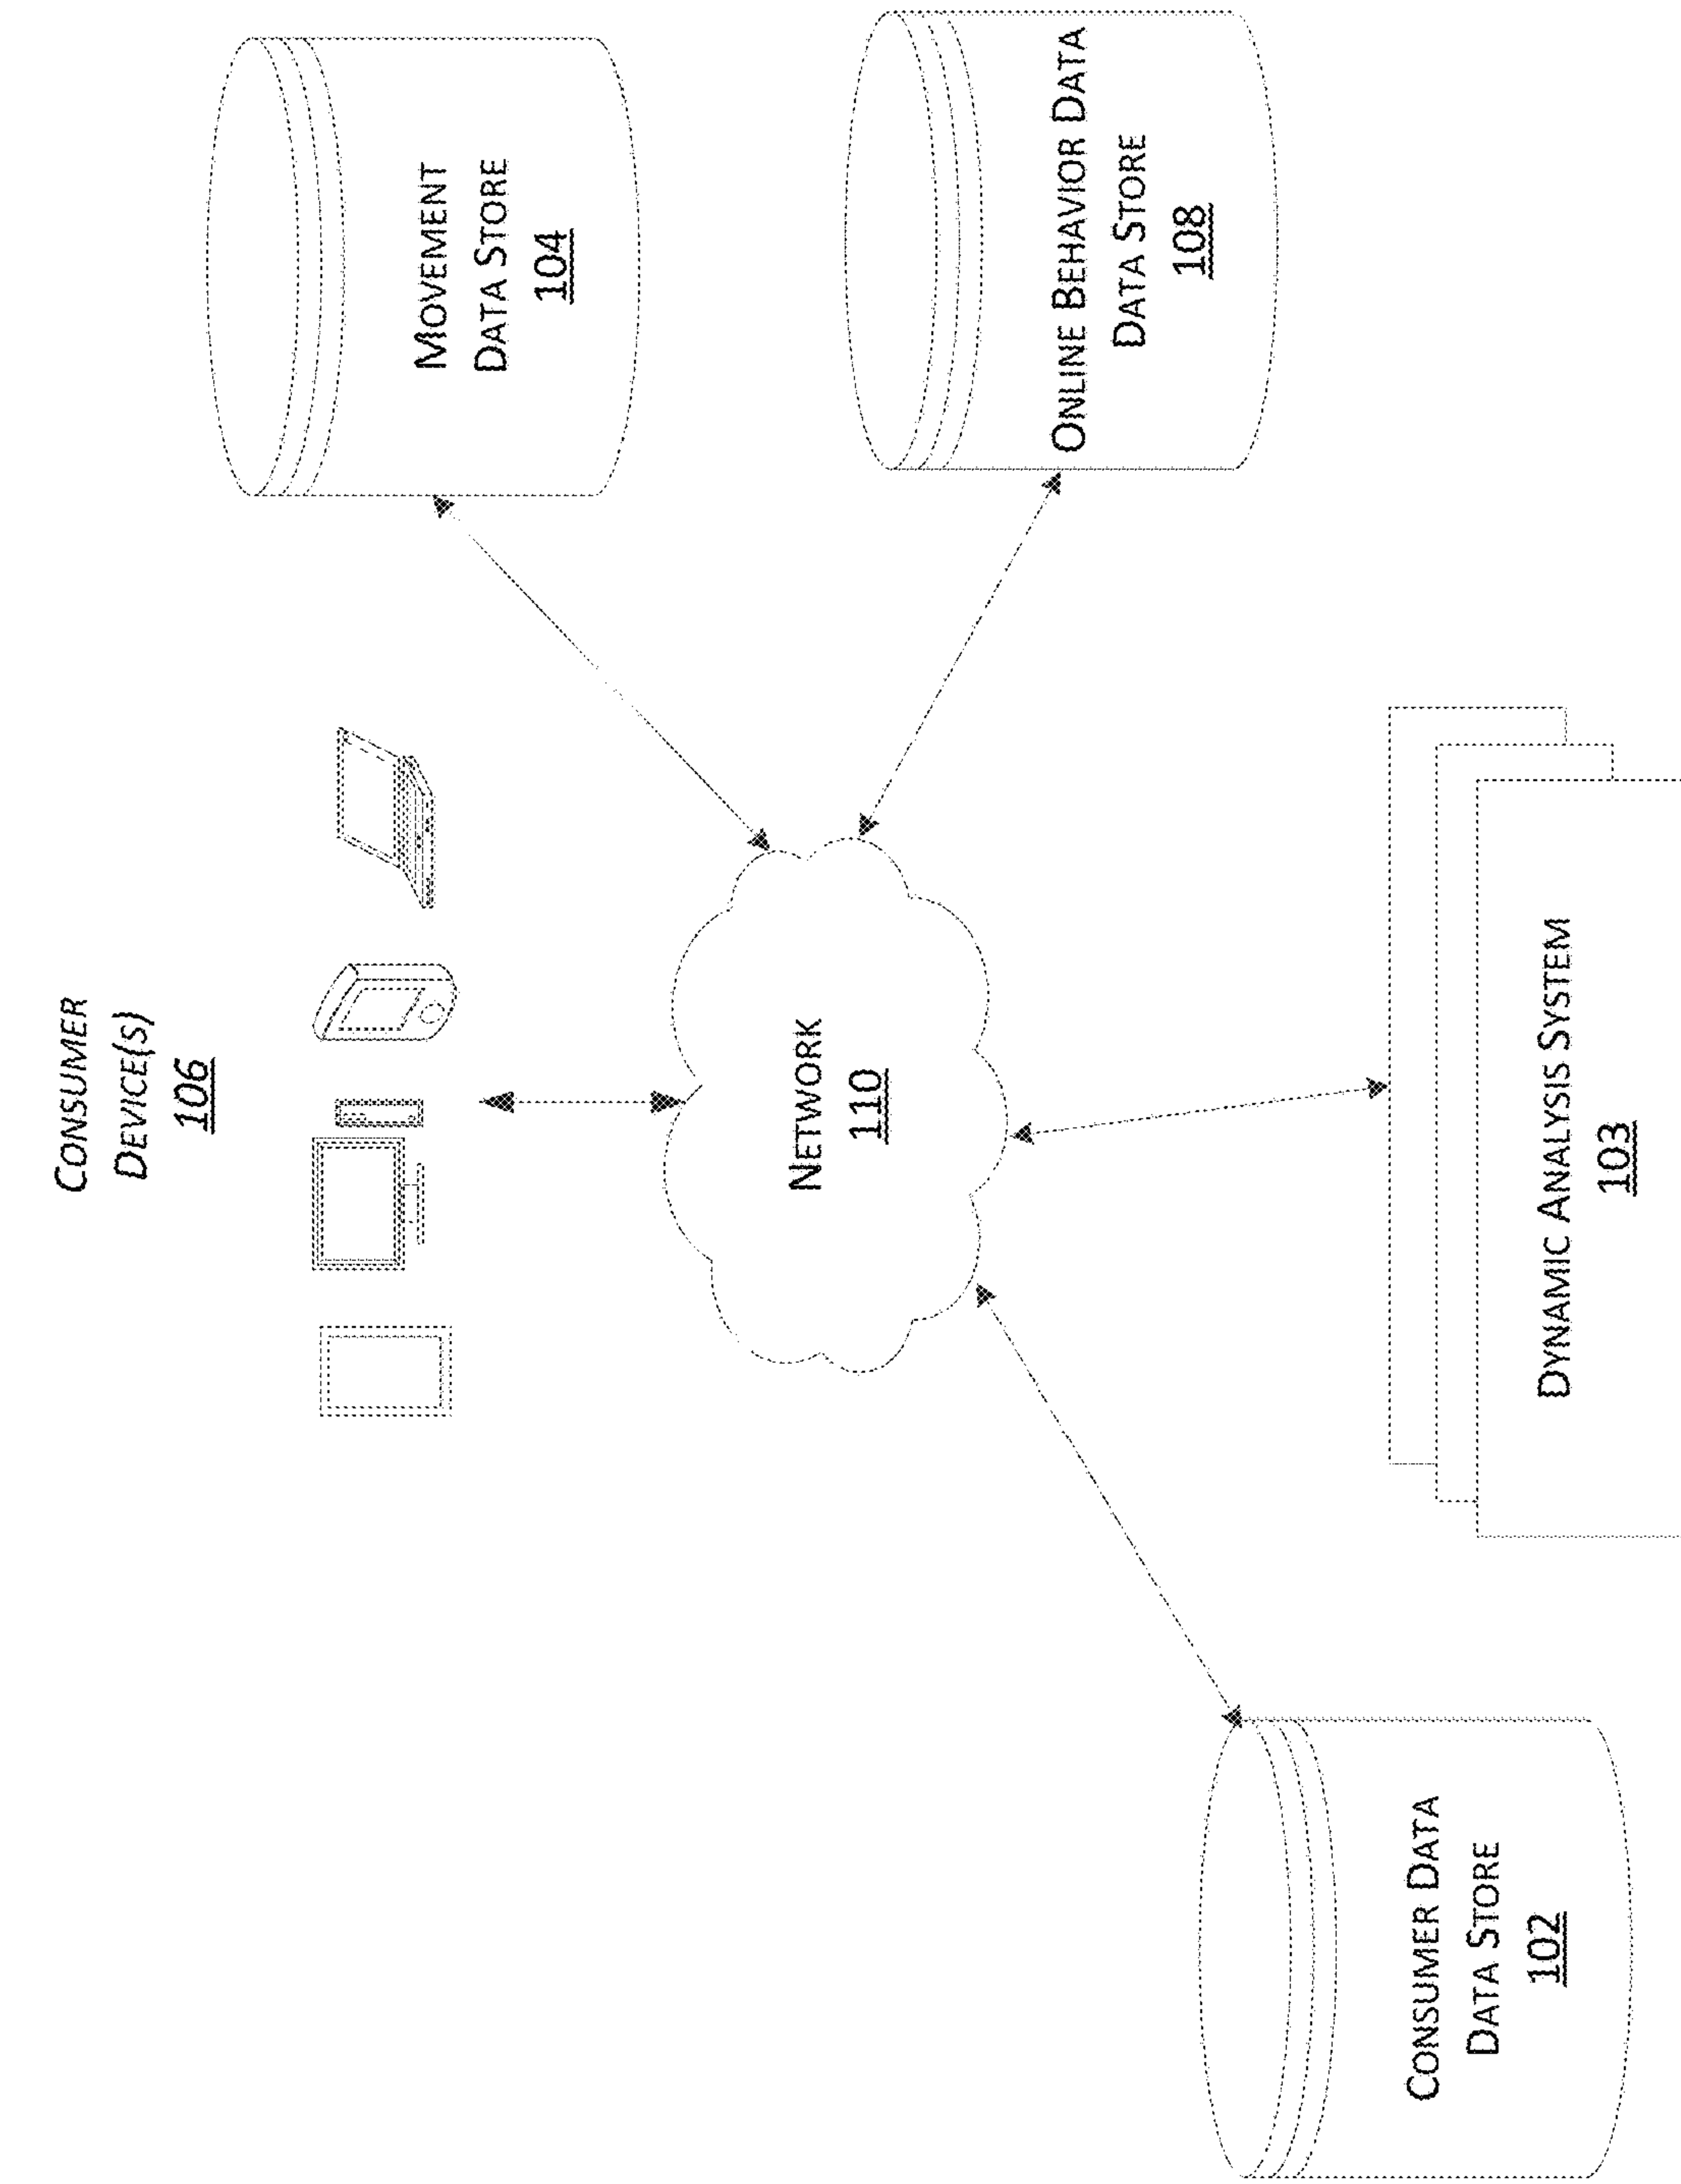 CONSUMER
DEVICE(S)
106
MOVEMENT
DATA STORE
104
NETWORK
110
ONLINE BEHAVIOR DATA
DATA STORE
108
CONSUMER DATA
DATA STORE
102
DYNAMIC ANALYSIS SYSTEM
103